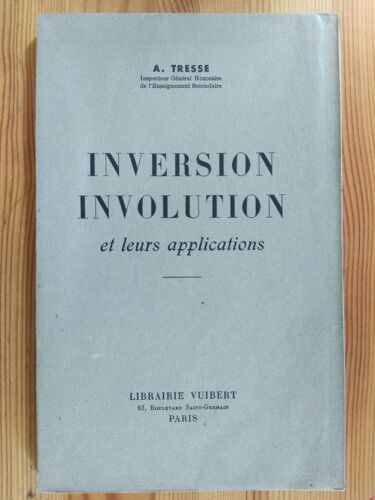 A. TRESSE
Inspecteur Général Honoraire
de l'Enseignement Secondaire
INVERSION
INVOLUTION
et leurs applications
LIBRAIRIE VUIBERT
63, Boulevard Saint-Germain
PARIS